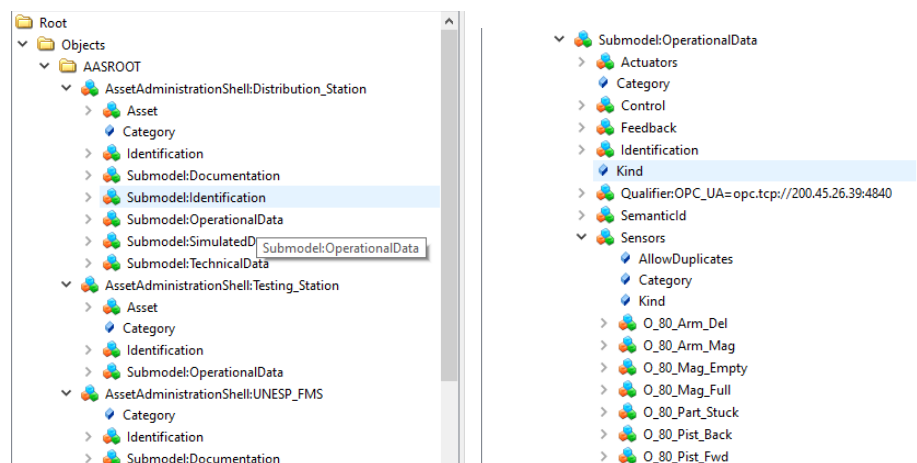 Root
Objects
AASROOT
AssetAdministrationShell:Distribution_Station
Asset
Category
Identification
Submodel:Documentation
Submodel:Identification
Submodel:OperationalData
Submodel:SimulatedD
Submodel:OperationalData
Submodel:TechnicalData
AssetAdministrationShell:Testing_Station
Asset
Category
Identification
Submodel:OperationalData
AssetAdministrationShell:UNESP_FMS
Category
Identification
Submodel:Documentation
Submodel:OperationalData
Actuators
Category
Control
Feedback
Identification
Kind
Qualifier:OPC_UA=opc.tcp://200.45.26.39:4840
SemanticId
Sensors
AllowDuplicates
Category
Kind
O_80_Arm_Del
O_80_Arm_Mag
O_80_Mag_Empty
O_80_Mag_Full
O_80_Part_Stuck
O_80_Pist_Back
O_80_Pist_Fwd